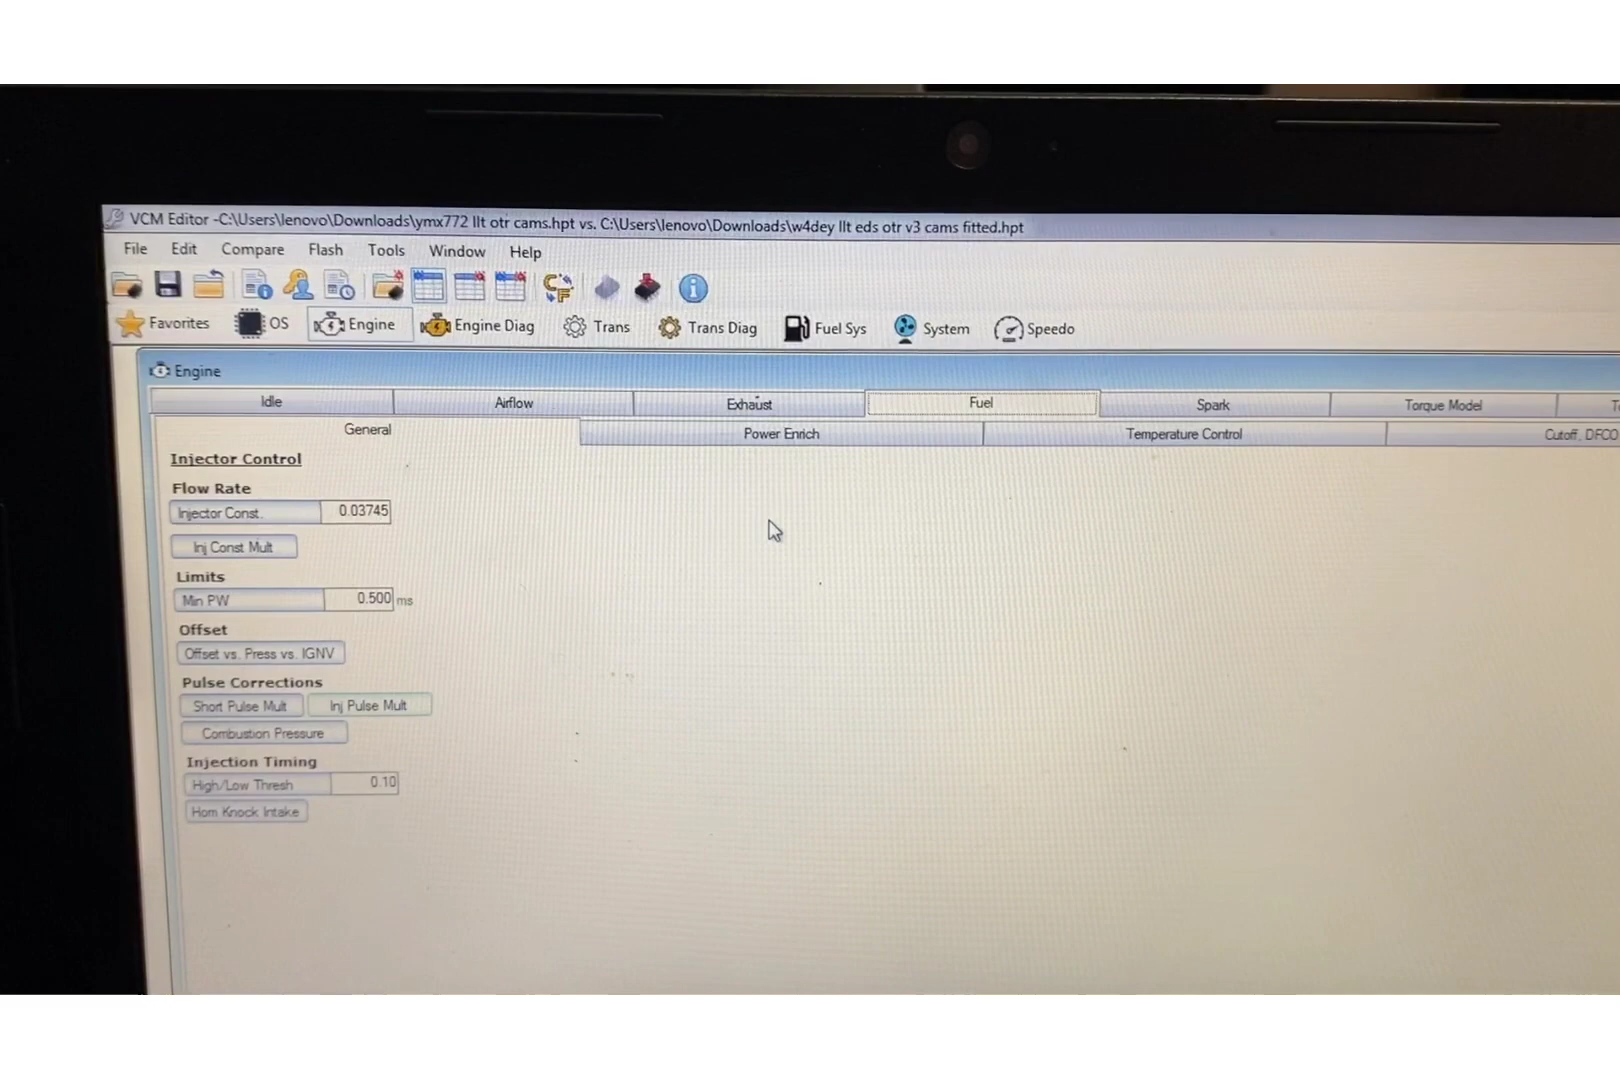 VCM Editor -C:\Users\lenovo\Downloads\ymx772 llt otr cams.hpt vs. C:\Users\lenovo\Downloads\w4dey llt eds otr v3 cams fitted.hpt
File Edit Compare Flash Tools Window Help
Favorites OS Engine Engine Diag Trans Trans Diag Fuel Sys System Speedo
Engine
Idle Airflow Exhaust Fuel Spark Torque Model
General Power Enrich Temperature Control Cutoff, DFCO
Injector Control
Flow Rate
Injector Const. 0.03745
Inj Const Mult
Limits
Min PW 0.500 ms
Offset
Offset vs. Press vs. IGNV
Pulse Corrections
Short Pulse Mult Inj Pulse Mult
Combustion Pressure
Injection Timing
High/Low Thresh 0.10
Hom Knock Intake